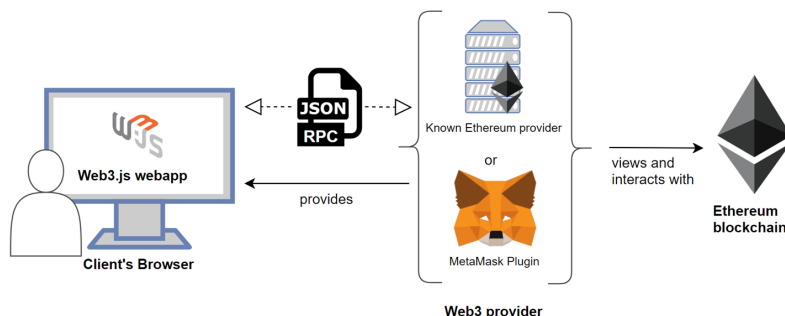 JSON
RPC
Known Ethereum provider
or
MetaMask Plugin
Web3 provider
W3JS
Web3.js webapp
Client's Browser
provides
views and
interacts with
Ethereum
blockchain